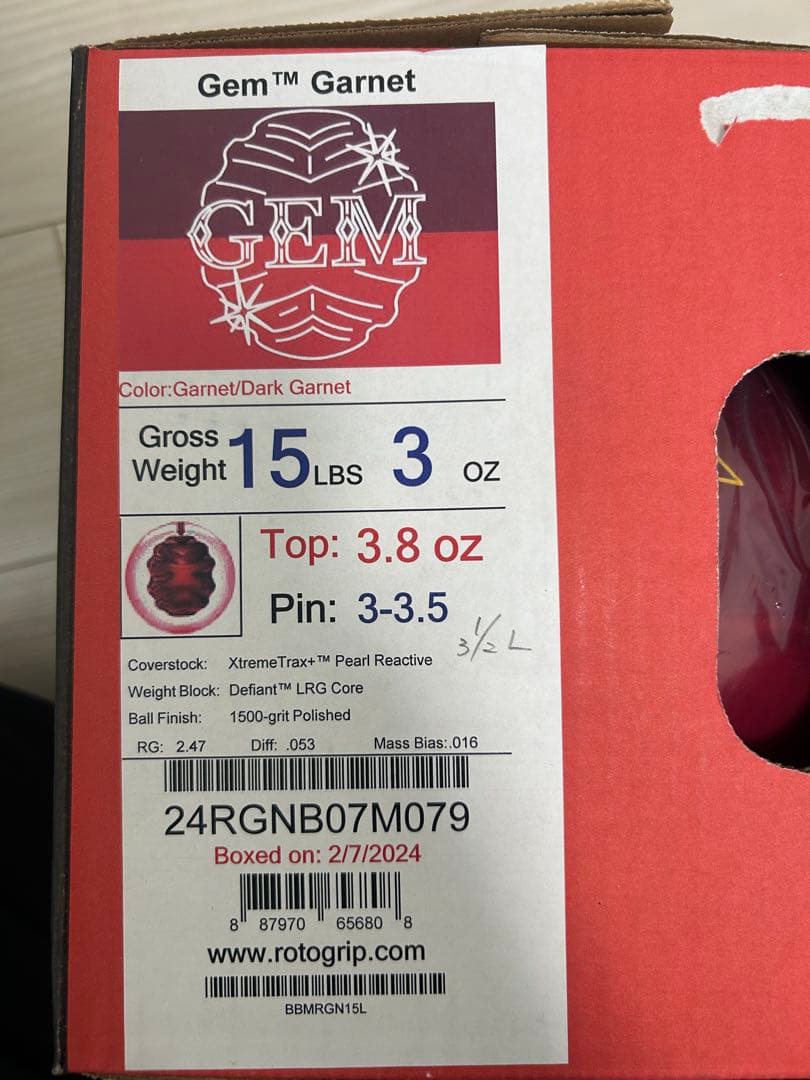 Gem™ Garnet
GEM
Color:Garnet/Dark Garnet
Gross Weight 15 LBS 3 OZ
Top: 3.8 oz
Pin: 3-3.5
3 1/2 L
Coverstock: XtremeTrax+™ Pearl Reactive
Weight Block: Defiant™ LRG Core
Ball Finish: 1500-grit Polished
RG: 2.47 Diff: .053 Mass Bias:.016
24RGNB07M079
Boxed on: 2/7/2024
8 87970 65680 8
www.rotogrip.com
BBMRGN15L